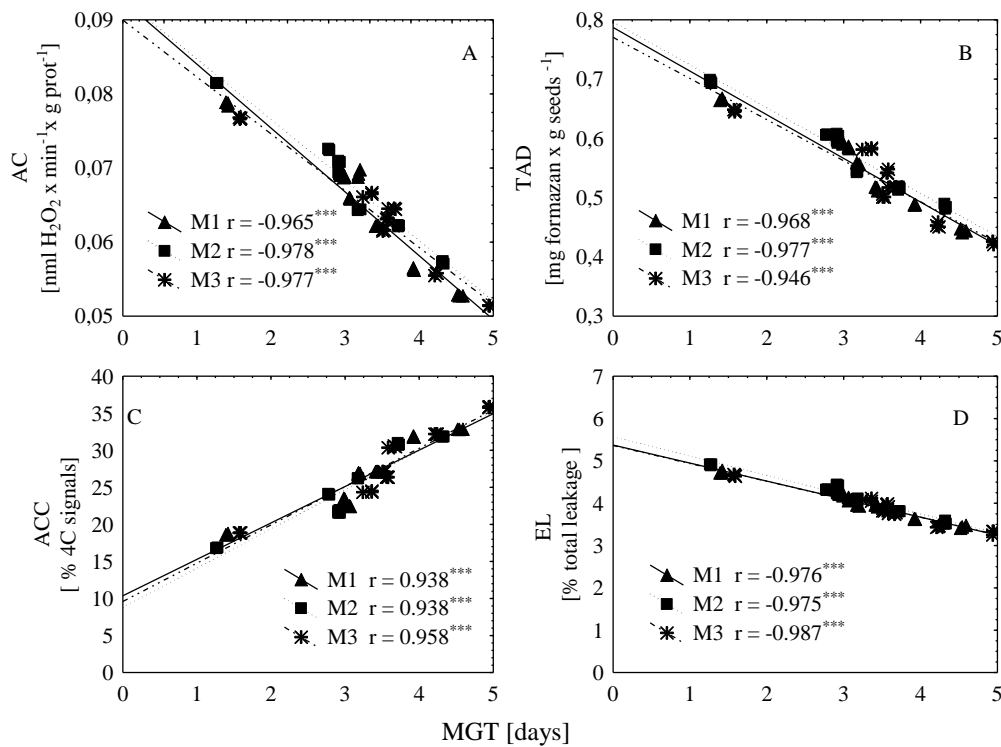 A
AC
[nml H₂O₂ x min⁻¹x g prot⁻¹]
0,09
0,08
0,07
0,06
0,05
M1 r = -0.965***
M2 r = -0.978***
M3 r = -0.977***
0 1 2 3 4 5
B
TAD
[mg formazan x g seeds⁻¹]
0,8
0,7
0,6
0,5
0,4
0,3
M1 r = -0.968***
M2 r = -0.977***
M3 r = -0.946***
0 1 2 3 4 5
C
ACC
[ % 4C signals]
40
35
30
25
20
15
10
5
0
M1 r = 0.938***
M2 r = 0.938***
M3 r = 0.958***
0 1 2 3 4 5
D
EL
[% total leakage ]
7
6
5
4
3
2
1
0
M1 r = -0.976***
M2 r = -0.975***
M3 r = -0.987***
0 1 2 3 4 5
MGT [days]